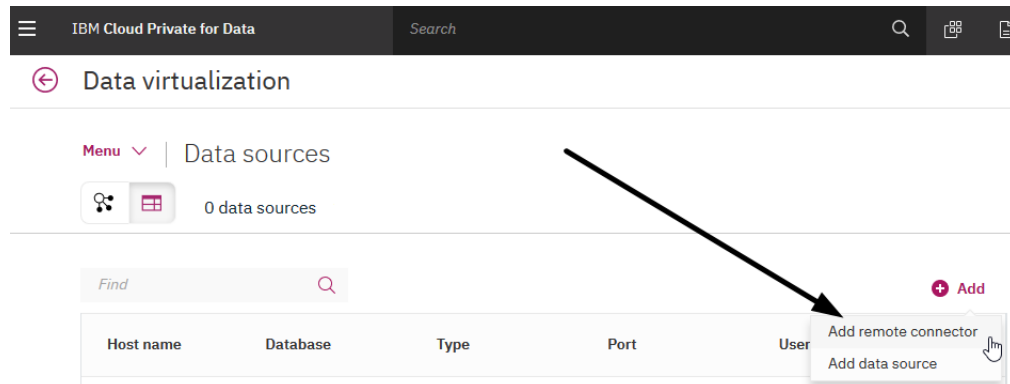 IBM Cloud Private for Data Search
Data virtualization
Menu Data sources
0 data sources
Find
Add
Host name Database Type Port User
Add remote connector
Add data source